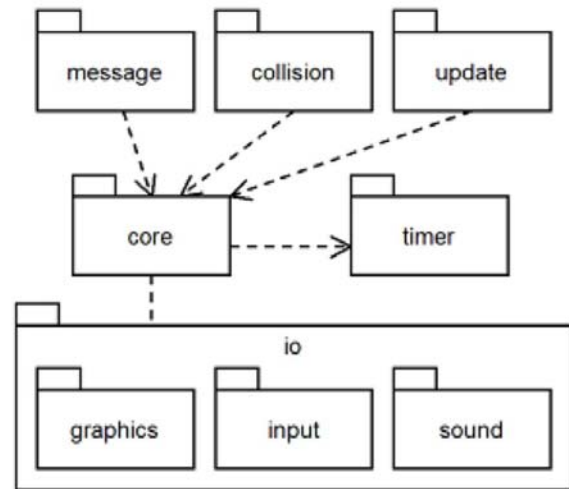 message
collision
update
core
timer
io
graphics
input
sound